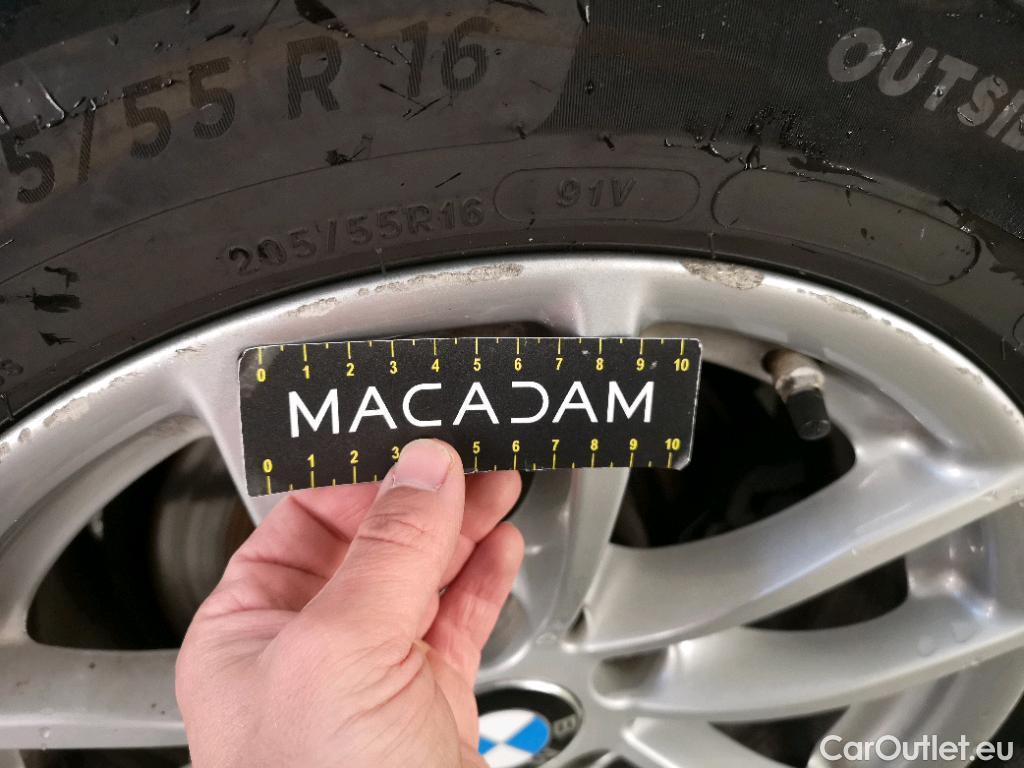 5/55 R 16
OUTSI
205/55R16
91V
0 1 2 3 4 5 6 7 8 9 10
MACADAM
0 1 2 3 5 6 7 8 9 10
B
CarOutlet.eu